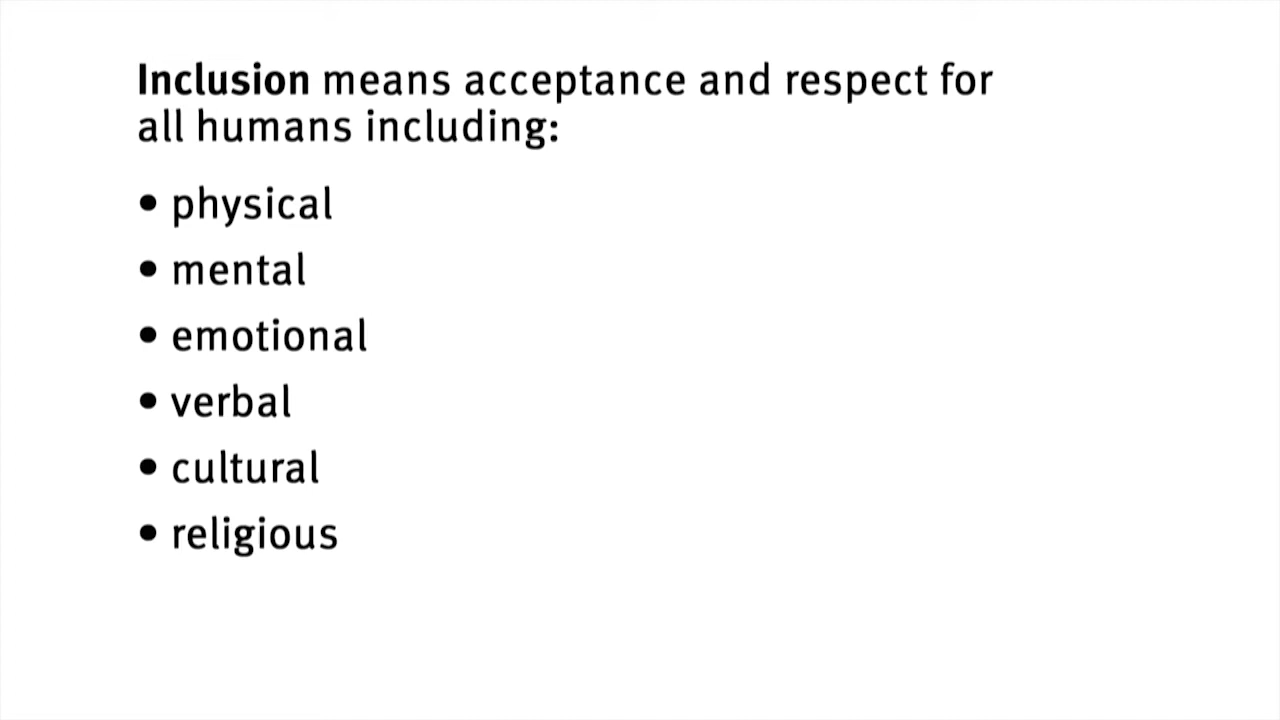 Inclusion means acceptance and respect for
all humans including:
• physical
• mental
• emotional
• verbal
• cultural
• religious